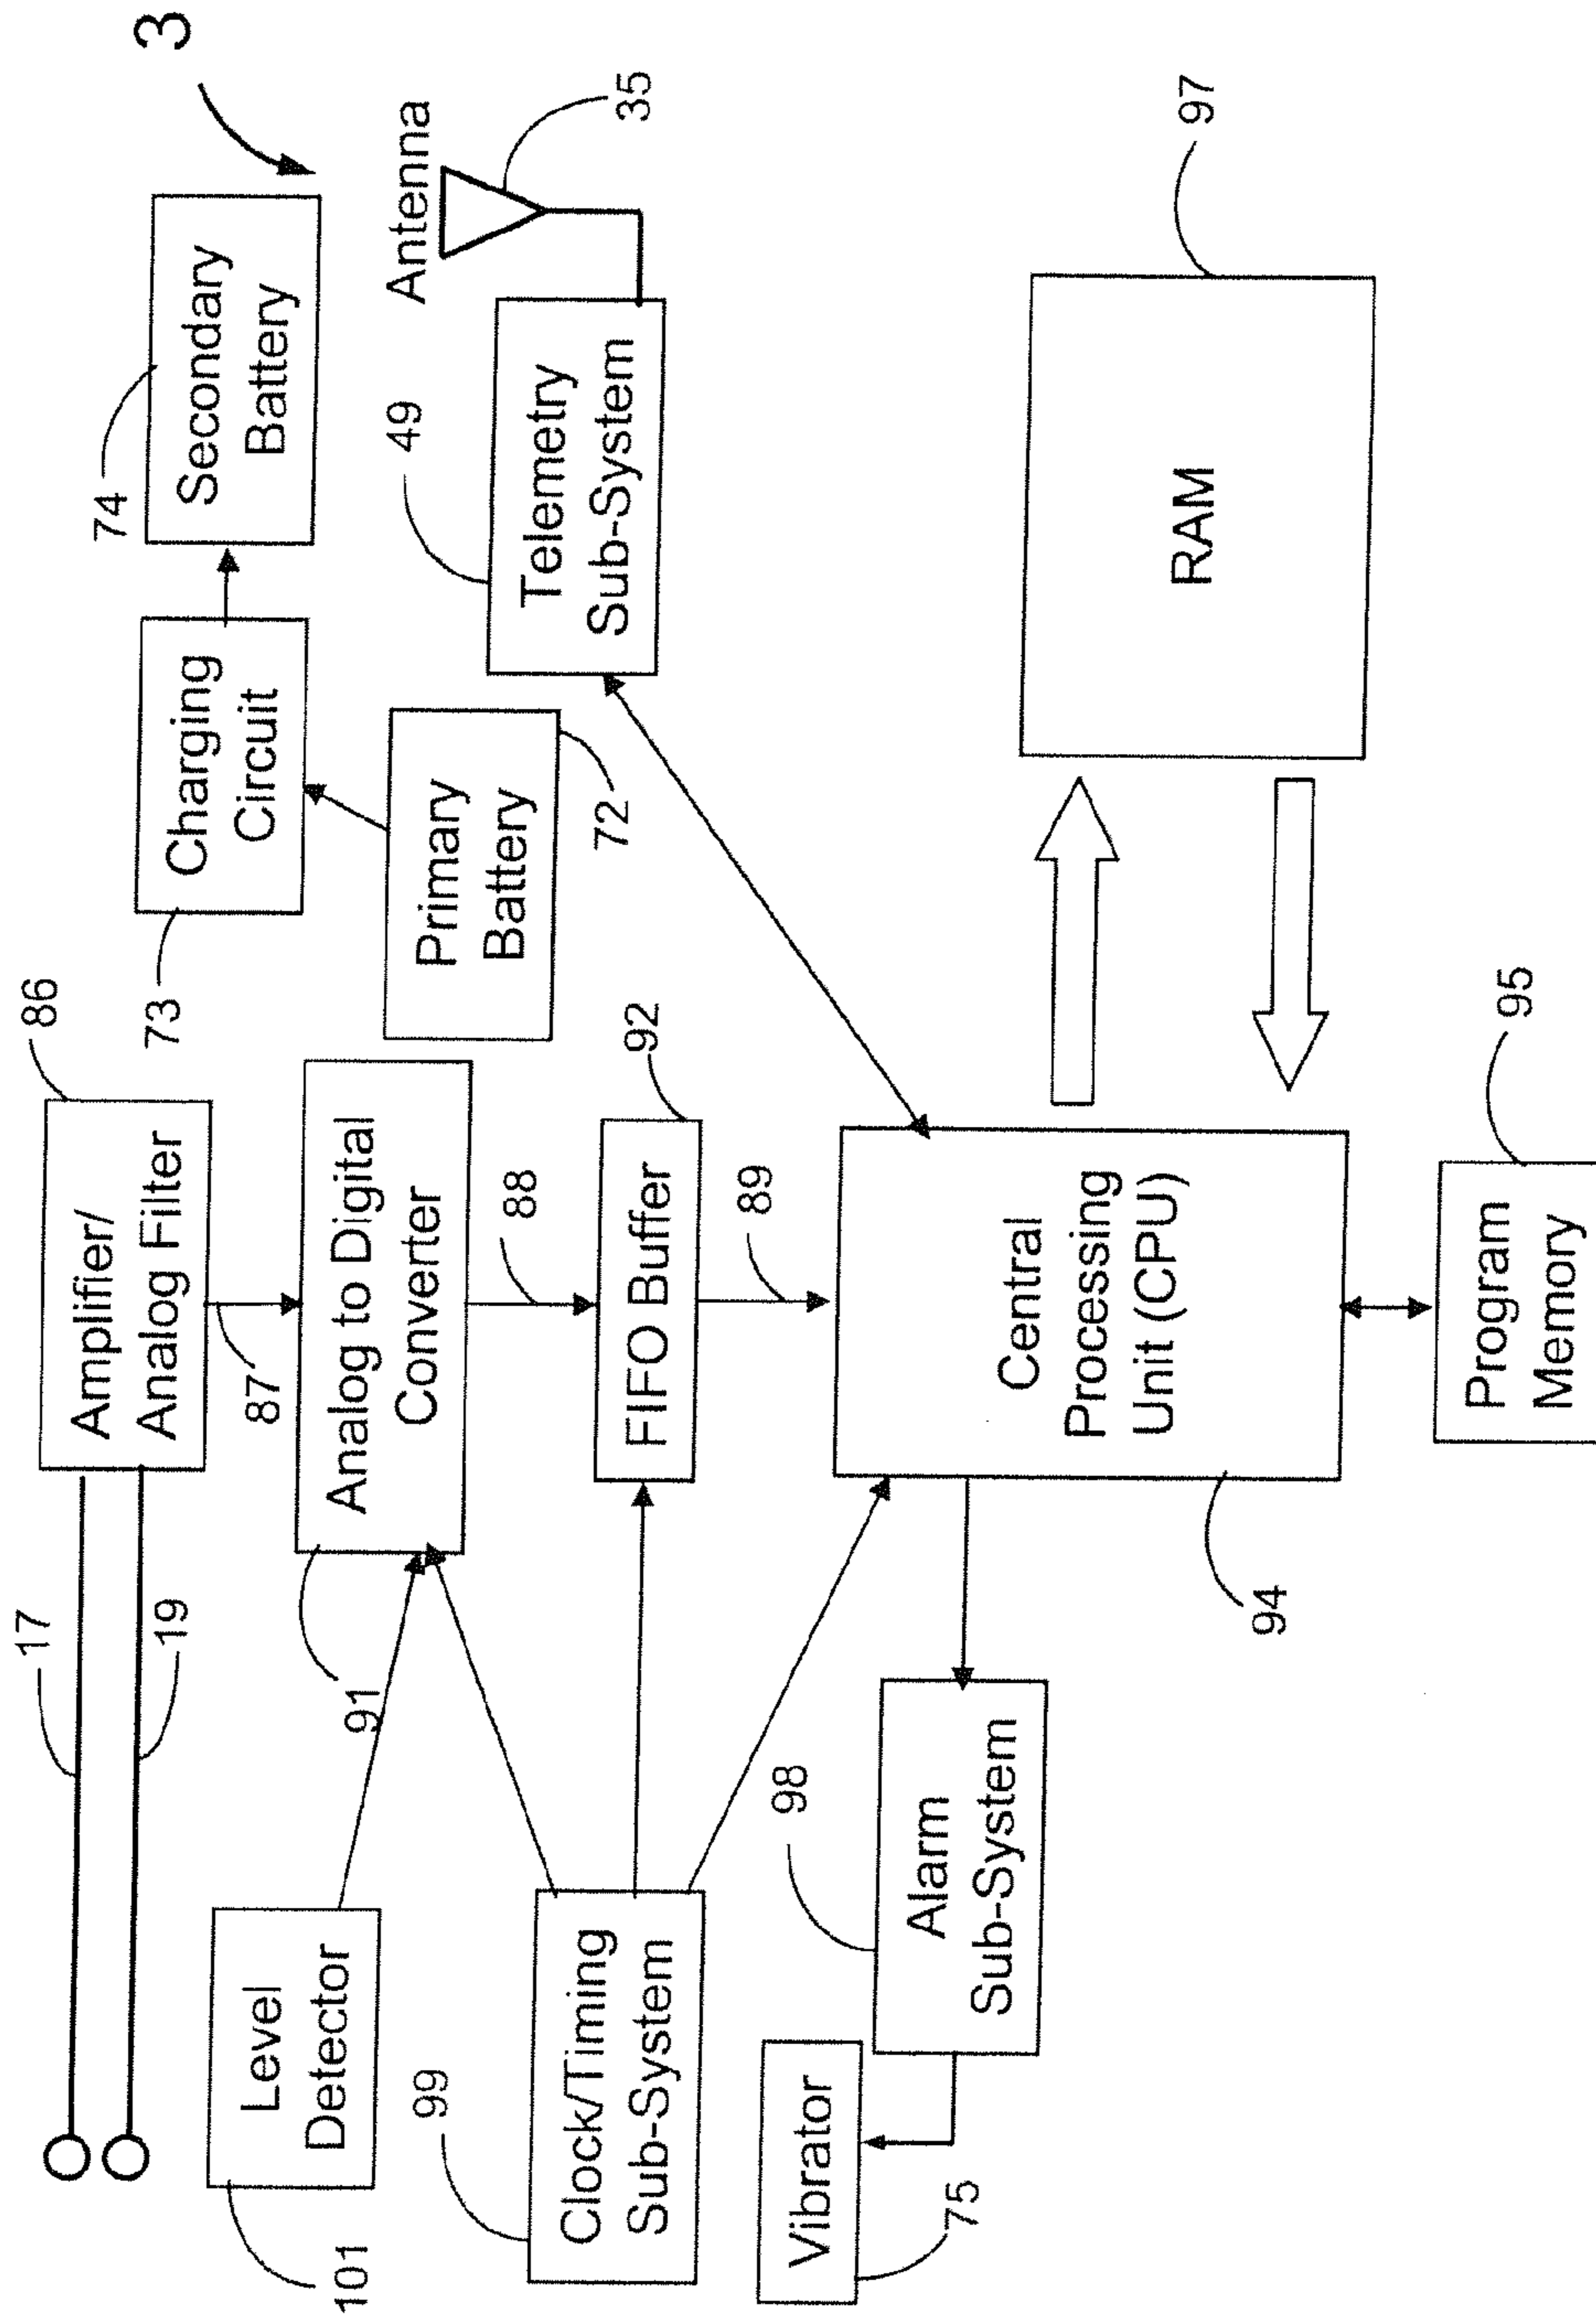 3
86
Amplifier/
Analog Filter
17
19
87
73
Charging
Circuit
74
Secondary
Battery
101
Level
Detector
91
Analog to Digital
Converter
Primary
Battery
72
Antenna
35
49
Telemetry
Sub-System
88
99
Clock/Timing
Sub-System
92
FIFO Buffer
89
Vibrator
75
98
Alarm
Sub-System
94
Central
Processing
Unit (CPU)
RAM
97
95
Program
Memory